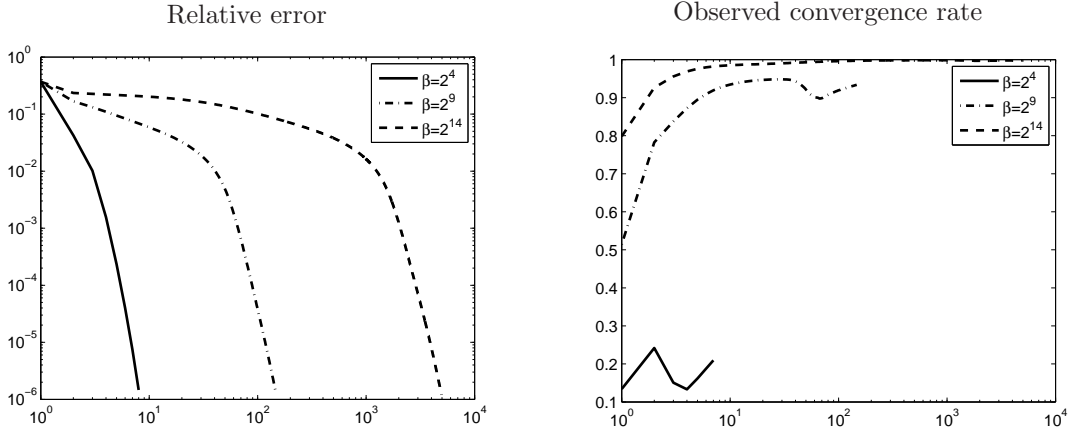 Relative error
10^0
10^-1
10^-2
10^-3
10^-4
10^-5
10^-6
10^0 10^1 10^2 10^3 10^4
β=2^4
β=2^9
β=2^14
Observed convergence rate
1
0.9
0.8
0.7
0.6
0.5
0.4
0.3
0.2
0.1
10^0 10^1 10^2 10^3 10^4
β=2^4
β=2^9
β=2^14